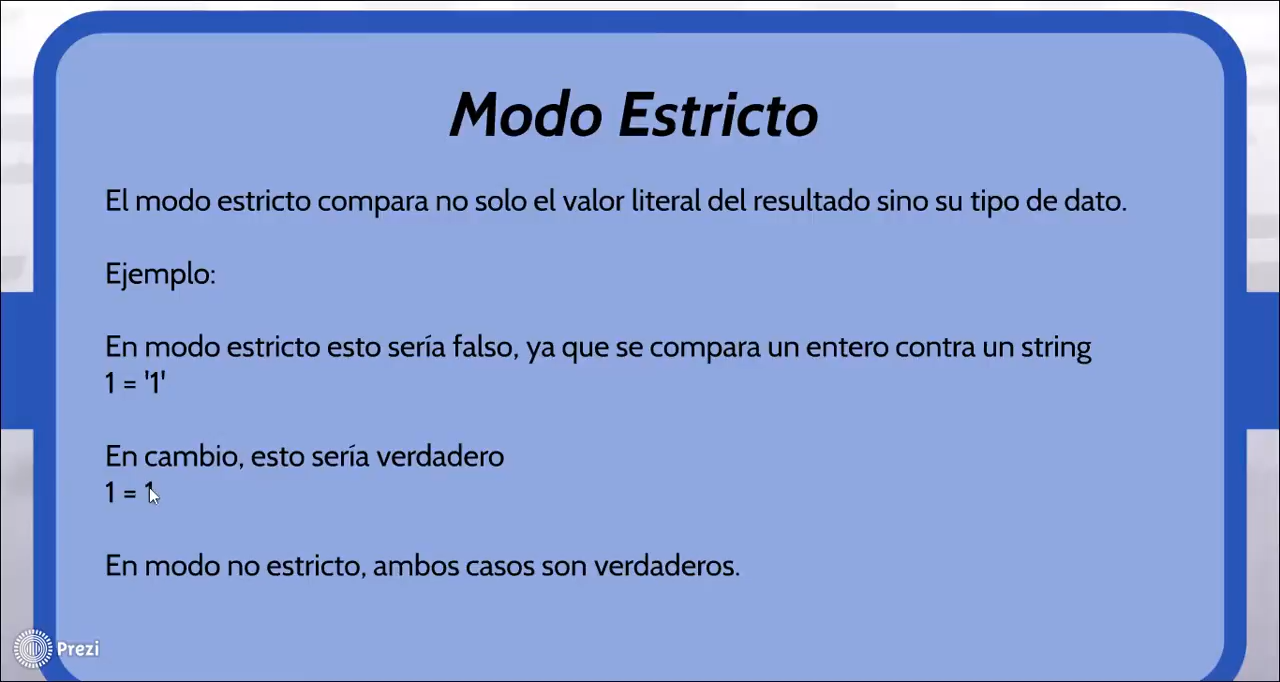 Modo Estricto
El modo estricto compara no solo el valor literal del resultado sino su tipo de dato.
Ejemplo:
En modo estricto esto sería falso, ya que se compara un entero contra un string
1 = '1'
En cambio, esto sería verdadero
1 = 1
En modo no estricto, ambos casos son verdaderos.
Prezi